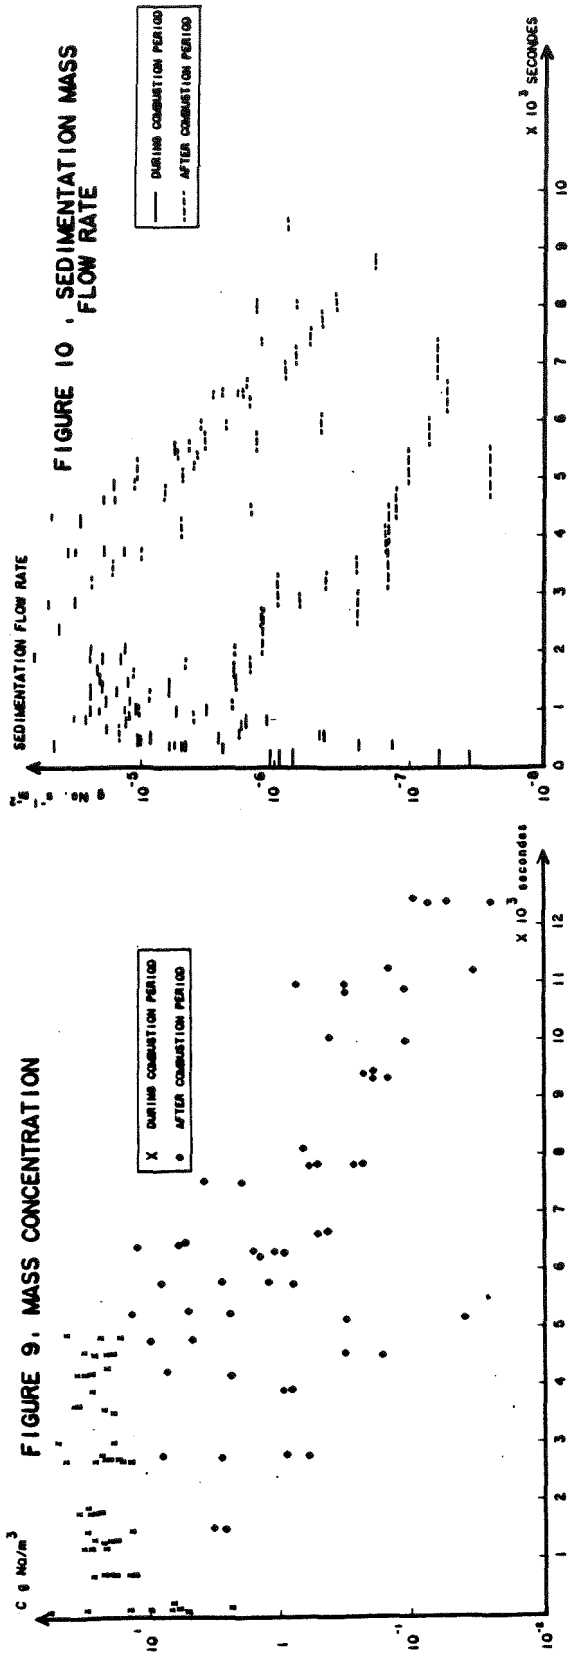 FIGURE 9. MASS CONCENTRATION
C g Na/m³
X DURING COMBUSTION PERIOD
• AFTER COMBUSTION PERIOD
10
1
10⁻¹
10⁻²
1 2 3 4 5 6 7 8 9 10 11 12
X 10³ secondes
FIGURE 10. SEDIMENTATION MASS
FLOW RATE
SEDIMENTATION FLOW RATE
g Na. s⁻¹
DURING COMBUSTION PERIOD
AFTER COMBUSTION PERIOD
10⁻⁵
10⁻⁶
10⁻⁷
10⁻⁸
0 1 2 3 4 5 6 7 8 9 10
X 10³ SECONDES